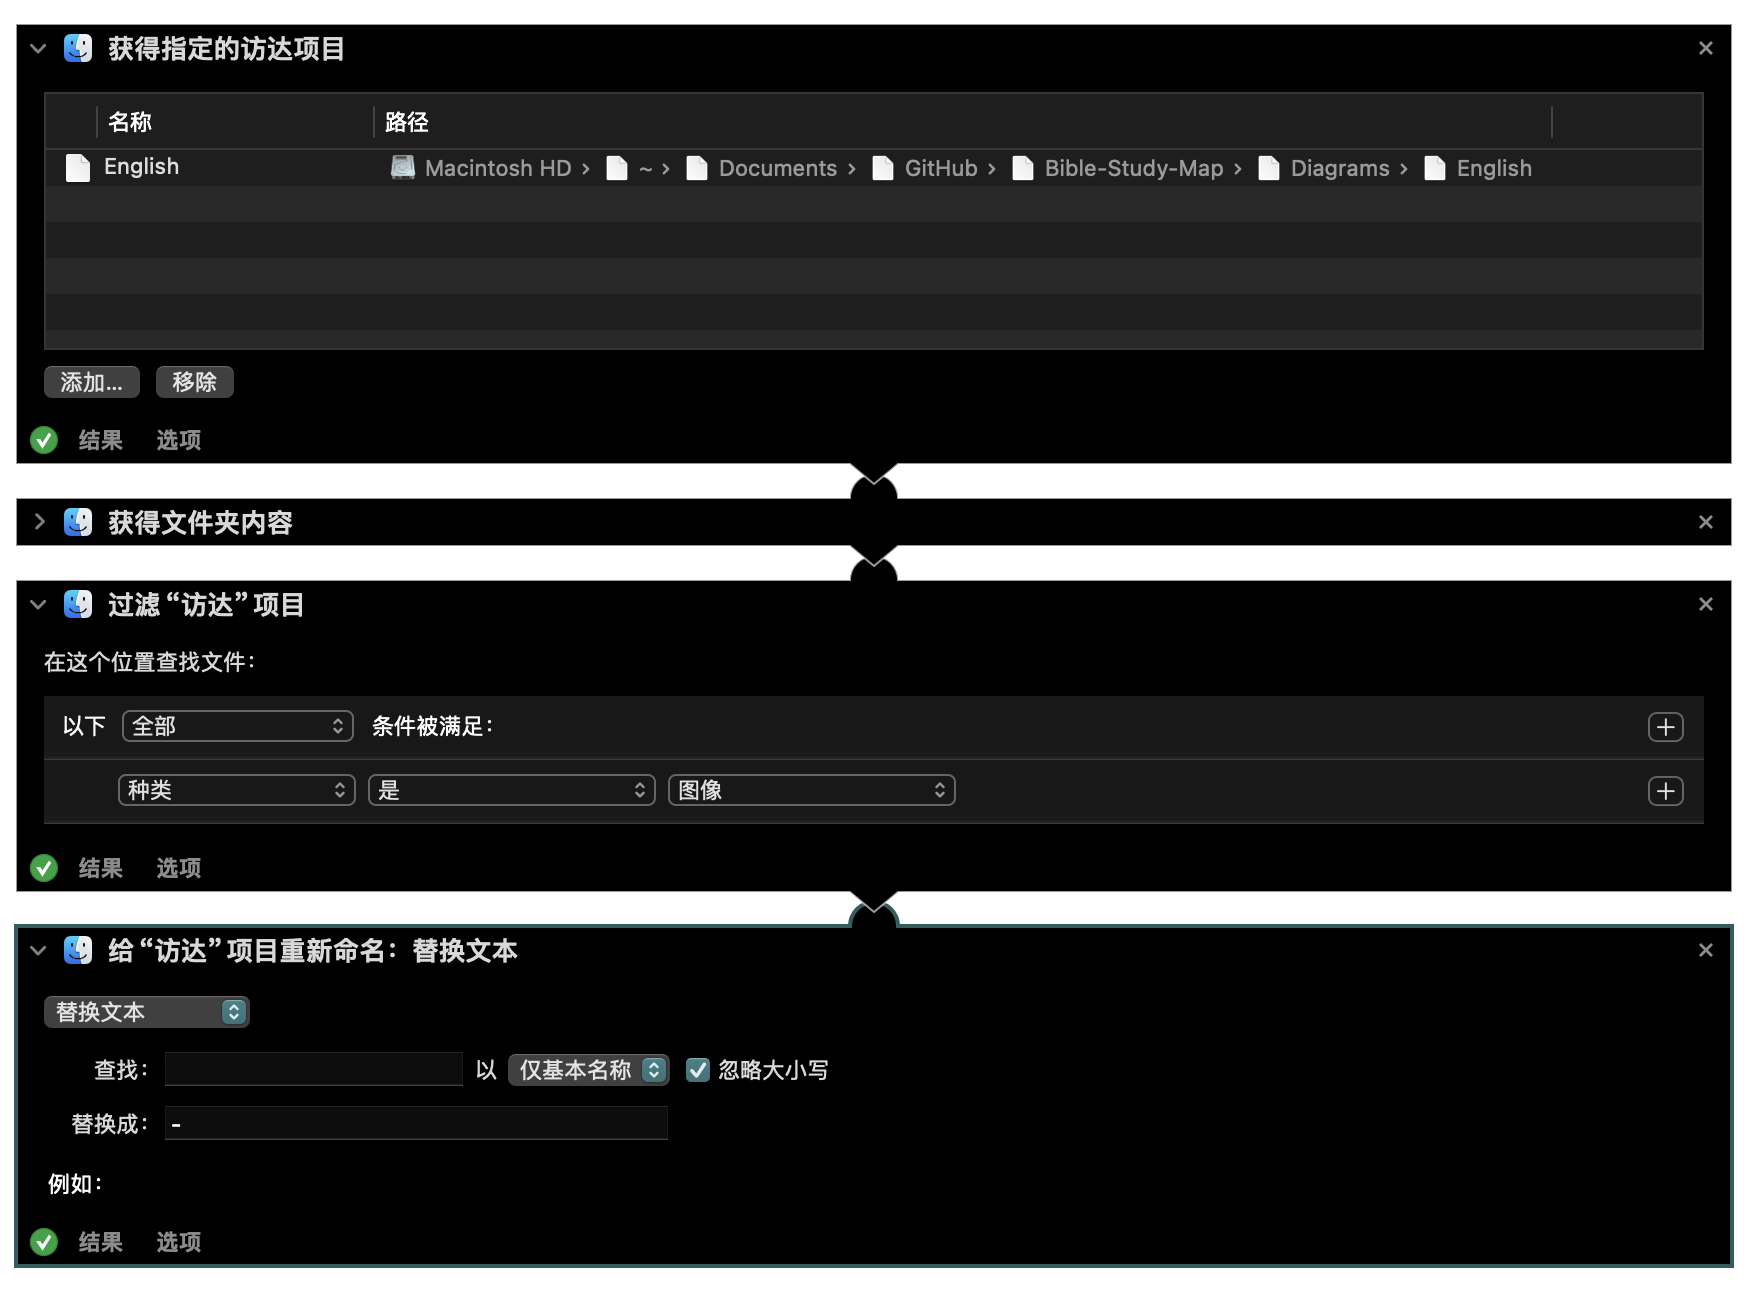 获得指定的访达项目
名称 路径
English Macintosh HD › ~ › Documents › GitHub › Bible-Study-Map › Diagrams › English
添加... 移除
结果 选项
获得文件夹内容
过滤“访达”项目
在这个位置查找文件：
以下 全部 条件被满足：
种类 是 图像
结果 选项
给“访达”项目重新命名：替换文本
替换文本
查找： 以 仅基本名称 忽略大小写
替换成： -
例如：
结果 选项